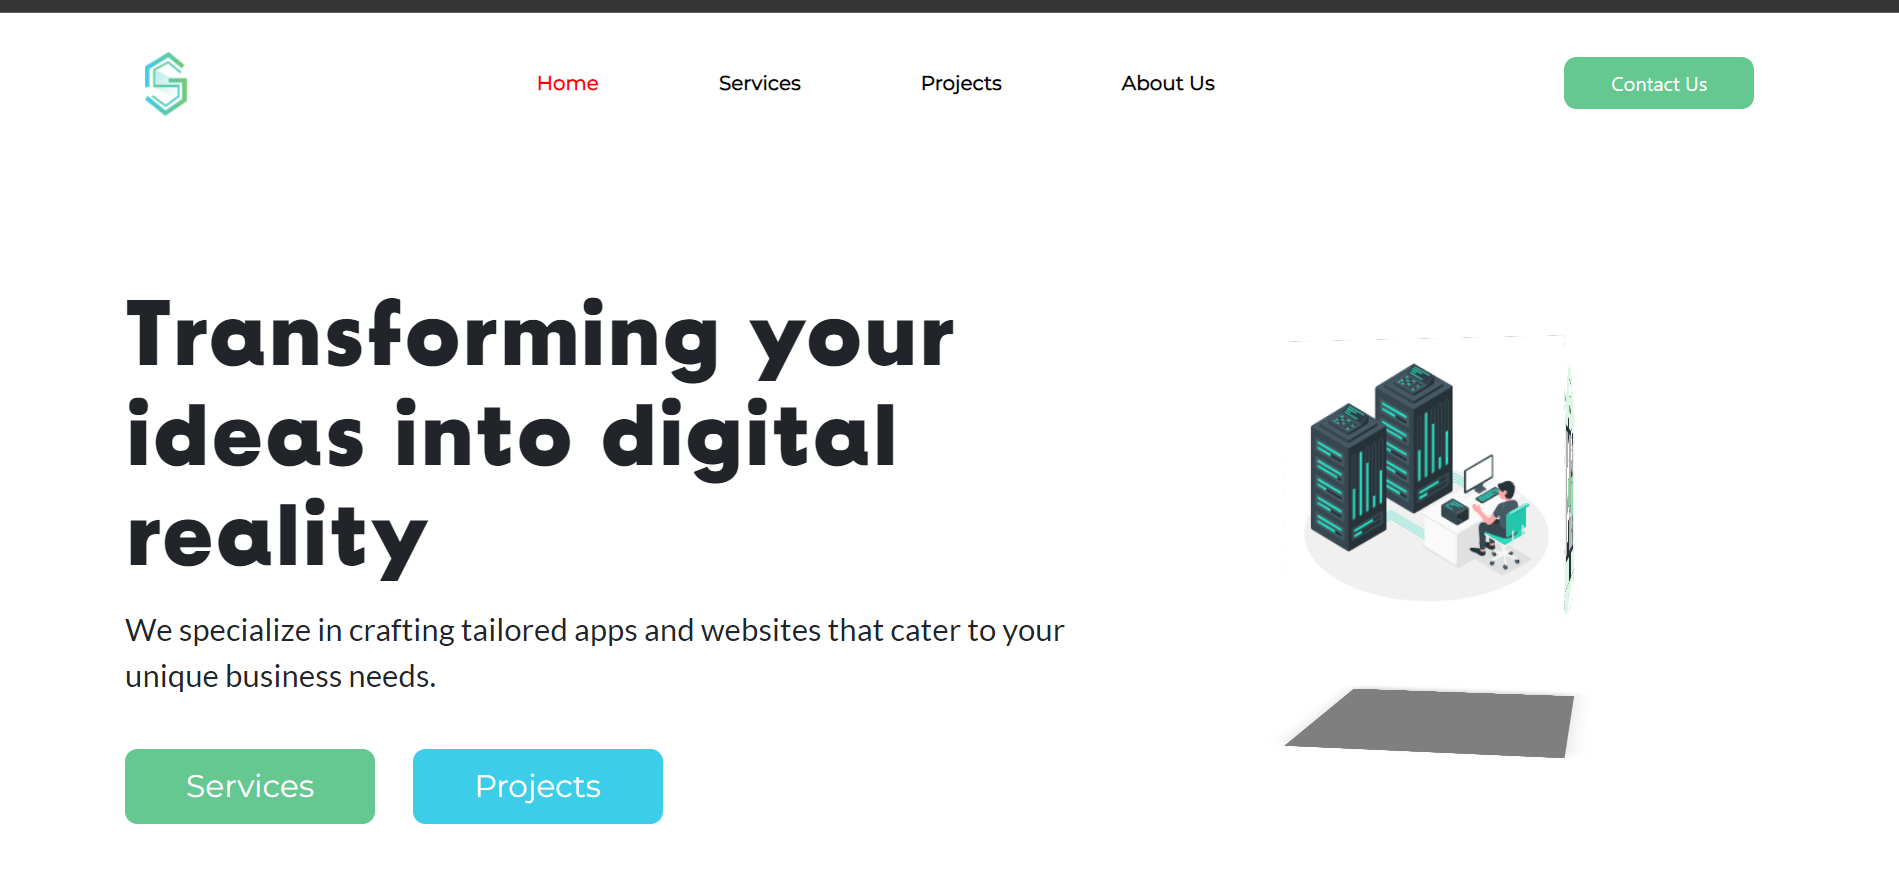 Home
Services
Projects
About Us
Contact Us
Transforming your
ideas into digital
reality
We specialize in crafting tailored apps and websites that cater to your
unique business needs.
Services
Projects